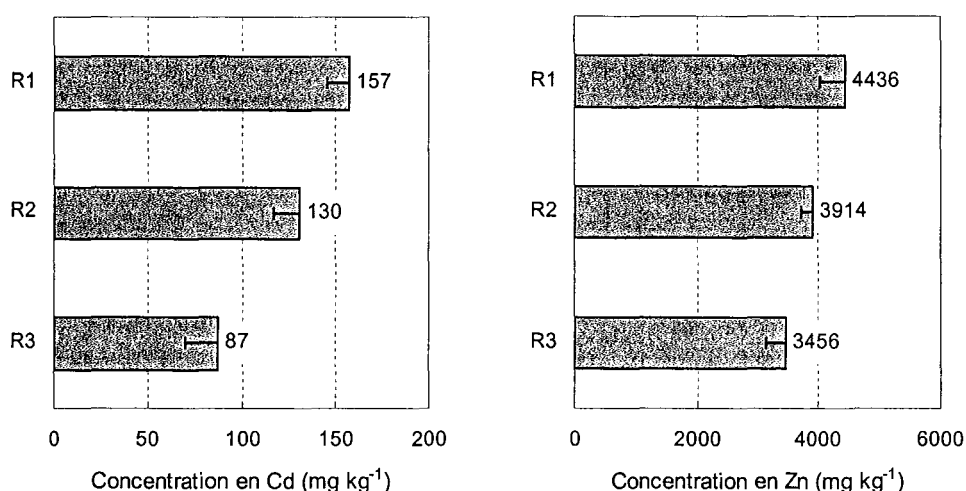 R1
157
R2
130
R3
87
0 50 100 150 200
Concentration en Cd (mg kg⁻¹)
R1
4436
R2
3914
R3
3456
0 2000 4000 6000
Concentration en Zn (mg kg⁻¹)